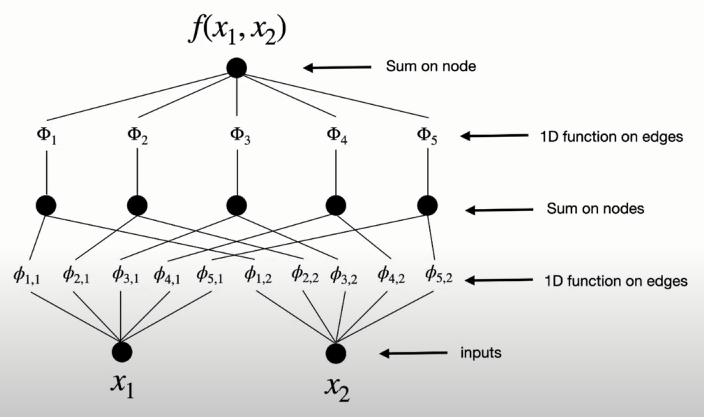 f(x₁, x₂)
Sum on node
Φ₁ Φ₂ Φ₃ Φ₄ Φ₅ 1D function on edges
Sum on nodes
ϕ₁,₁ ϕ₂,₁ ϕ₃,₁ ϕ₄,₁ ϕ₅,₁ ϕ₁,₂ ϕ₂,₂ ϕ₃,₂ ϕ₄,₂ ϕ₅,₂ 1D function on edges
inputs
x₁ x₂